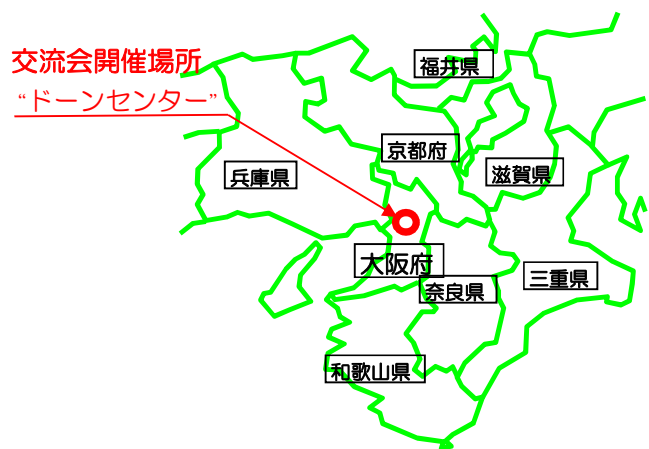 交流会開催場所
“ドーンセンター”
福井県
京都府
滋賀県
兵庫県
大阪府
三重県
奈良県
和歌山県